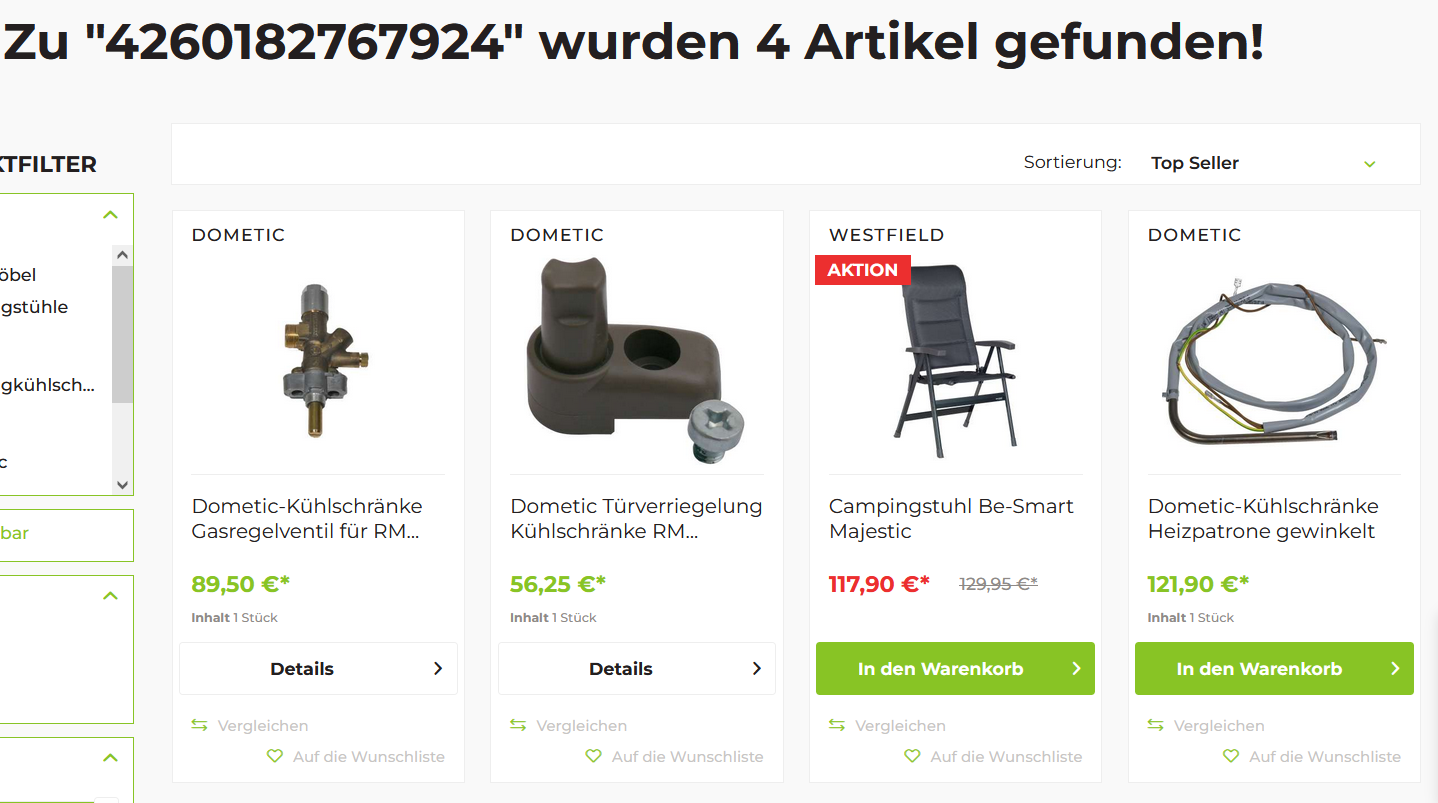 Zu "4260182767924" wurden 4 Artikel gefunden!
Sortierung: Top Seller
KTFILTER
öbel
gstühle
gkühlsch...
c
bar
DOMETIC
Dometic-Kühlschränke
Gasregelventil für RM...
89,50 €*
Inhalt 1 Stück
Details
Vergleichen
Auf die Wunschliste
DOMETIC
Dometic Türverriegelung
Kühlschränke RM...
56,25 €*
Inhalt 1 Stück
Details
Vergleichen
Auf die Wunschliste
WESTFIELD
AKTION
Campingstuhl Be-Smart
Majestic
117,90 €* 129,95 €*
In den Warenkorb
Vergleichen
Auf die Wunschliste
DOMETIC
Dometic-Kühlschränke
Heizpatrone gewinkelt
121,90 €*
Inhalt 1 Stück
In den Warenkorb
Vergleichen
Auf die Wunschliste